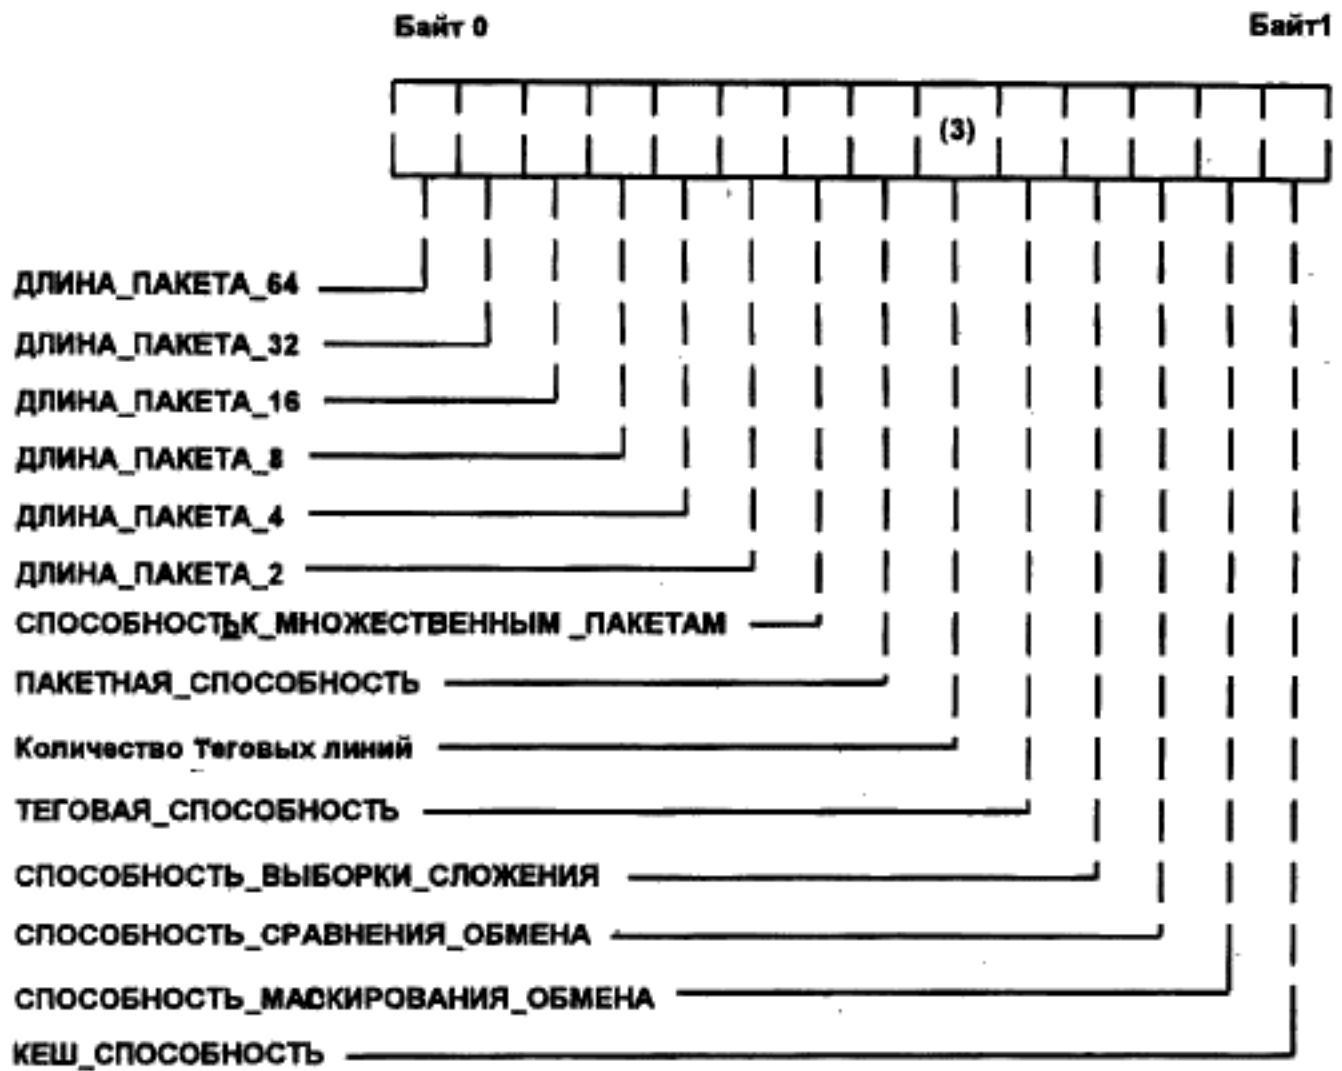 Байт 0 Байт1
(3)
ДЛИНА_ПАКЕТА_64
ДЛИНА_ПАКЕТА_32
ДЛИНА_ПАКЕТА_16
ДЛИНА_ПАКЕТА_8
ДЛИНА_ПАКЕТА_4
ДЛИНА_ПАКЕТА_2
СПОСОБНОСТЬК_МНОЖЕСТВЕННЫМ _ПАКЕТАМ
ПАКЕТНАЯ_СПОСОБНОСТЬ
Количество теговых линий
ТЕГОВАЯ_СПОСОБНОСТЬ
СПОСОБНОСТЬ_ВЫБОРКИ_СЛОЖЕНИЯ
СПОСОБНОСТЬ_СРАВНЕНИЯ_ОБМЕНА
СПОСОБНОСТЬ_МАСКИРОВАНИЯ_ОБМЕНА
КЕШ_СПОСОБНОСТЬ